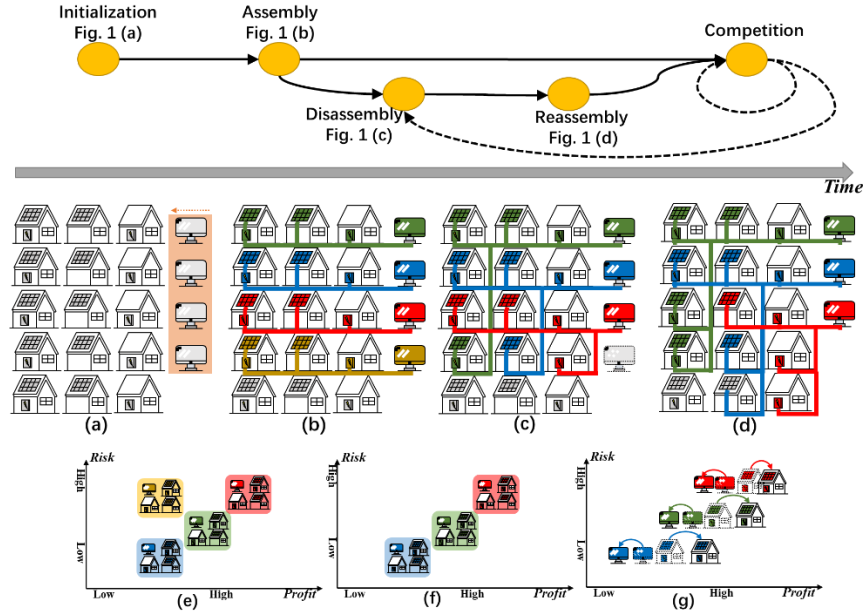 Initialization
Fig. 1 (a)
Assembly
Fig. 1 (b)
Competition
Disassembly
Fig. 1 (c)
Reassembly
Fig. 1 (d)
Time
(a)
(b)
(c)
(d)
Risk
High
Low
Low
High
Profit
(e)
Risk
High
Low
Low
High
Profit
(f)
Risk
High
Low
Low
High
Profit
(g)